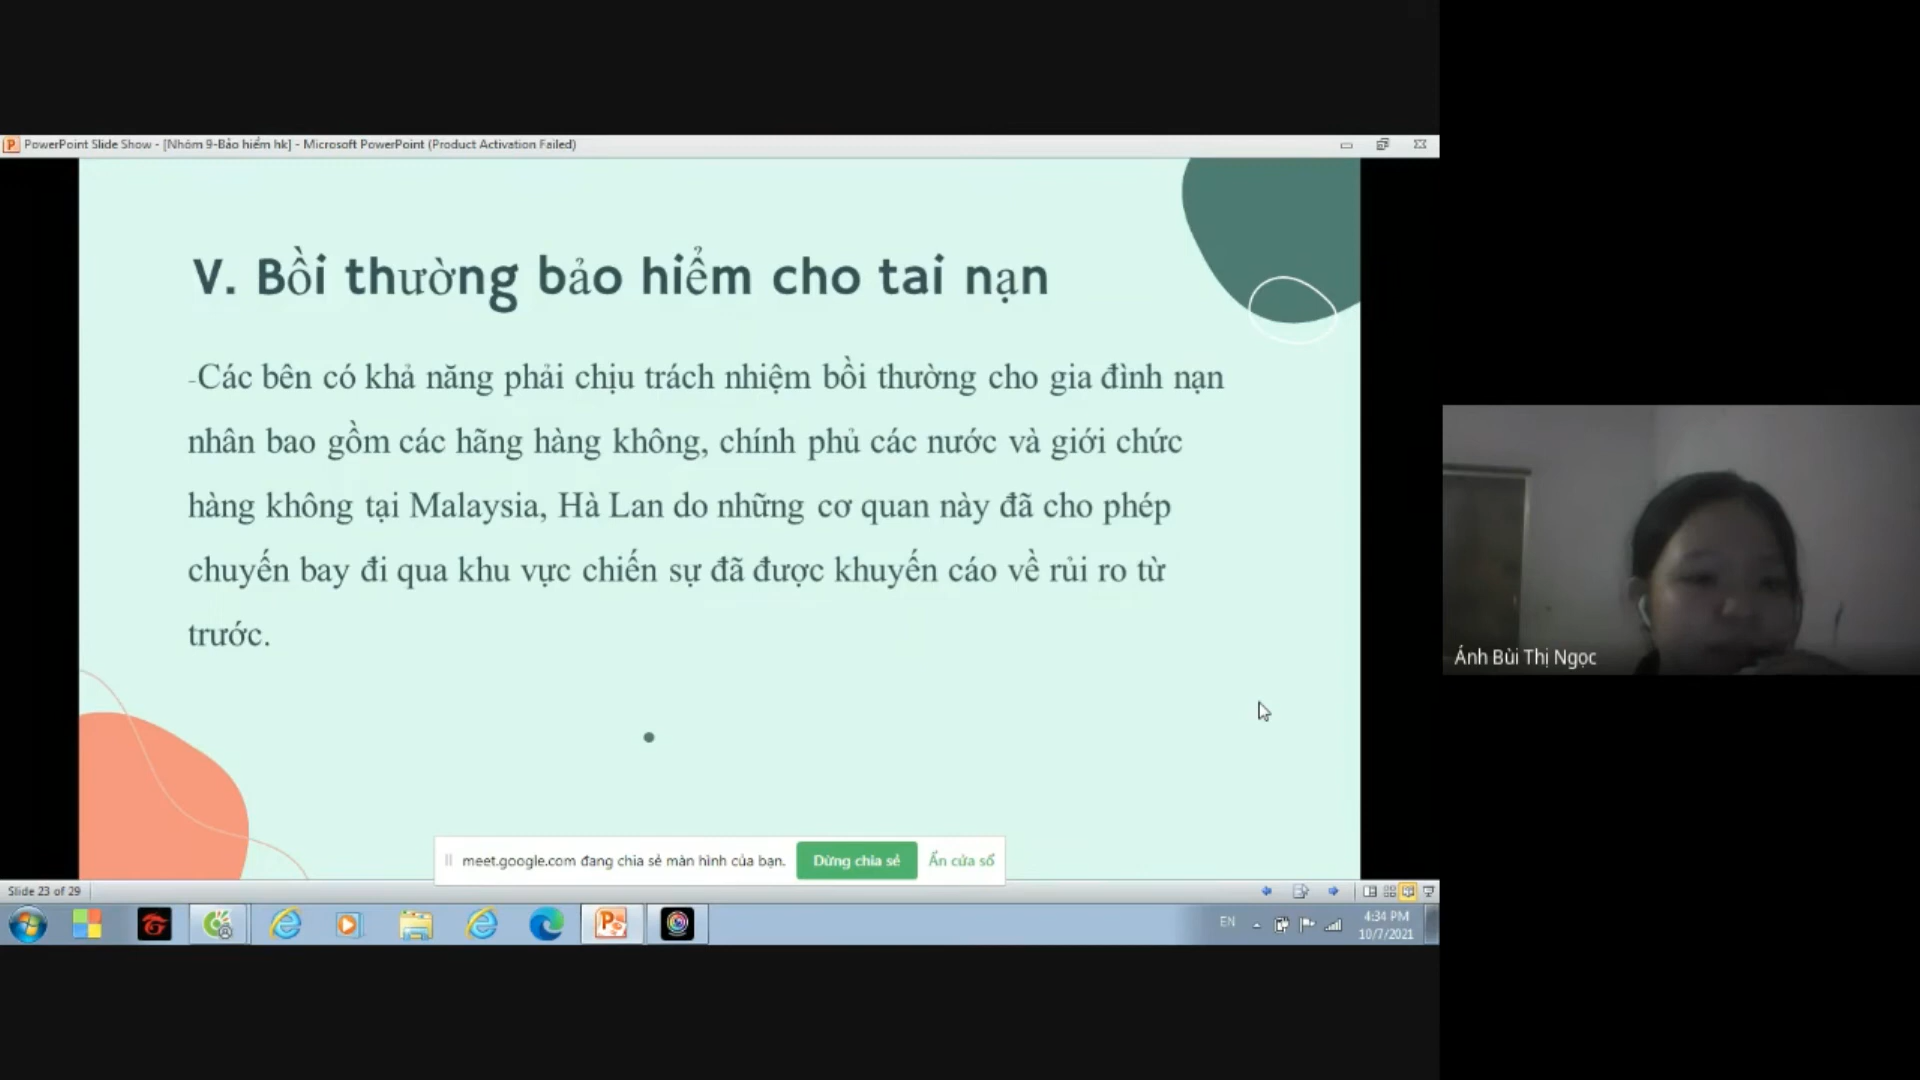 PowerPoint Slide Show - [Nhóm 9-Bảo hiểm hk] - Microsoft PowerPoint (Product Activation Failed)
V. Bồi thường bảo hiểm cho tai nạn
-Các bên có khả năng phải chịu trách nhiệm bồi thường cho gia đình nạn
nhân bao gồm các hãng hàng không, chính phủ các nước và giới chức
hàng không tại Malaysia, Hà Lan do những cơ quan này đã cho phép
chuyến bay đi qua khu vực chiến sự đã được khuyến cáo về rủi ro từ
trước.
Ánh Bùi Thị Ngọc
meet.google.com đang chia sẻ màn hình của bạn. Dừng chia sẻ Ẩn cửa sổ
Slide 23 of 29
EN 4:34 PM
10/7/2021